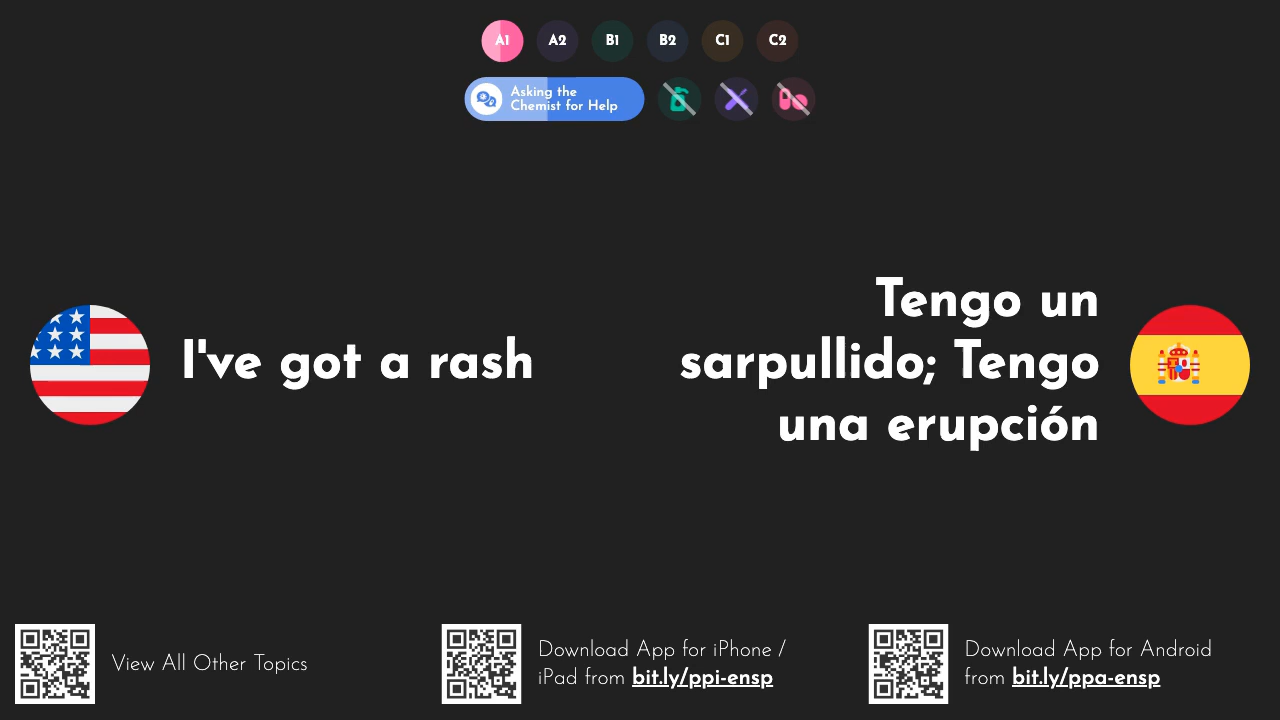 A1 A2 B1 B2 C1 C2
Asking the
Chemist for Help
I've got a rash
Tengo un
sarpullido; Tengo
una erupción
View All Other Topics
Download App for iPhone /
iPad from bit.ly/ppi-ensp
Download App for Android
from bit.ly/ppa-ensp